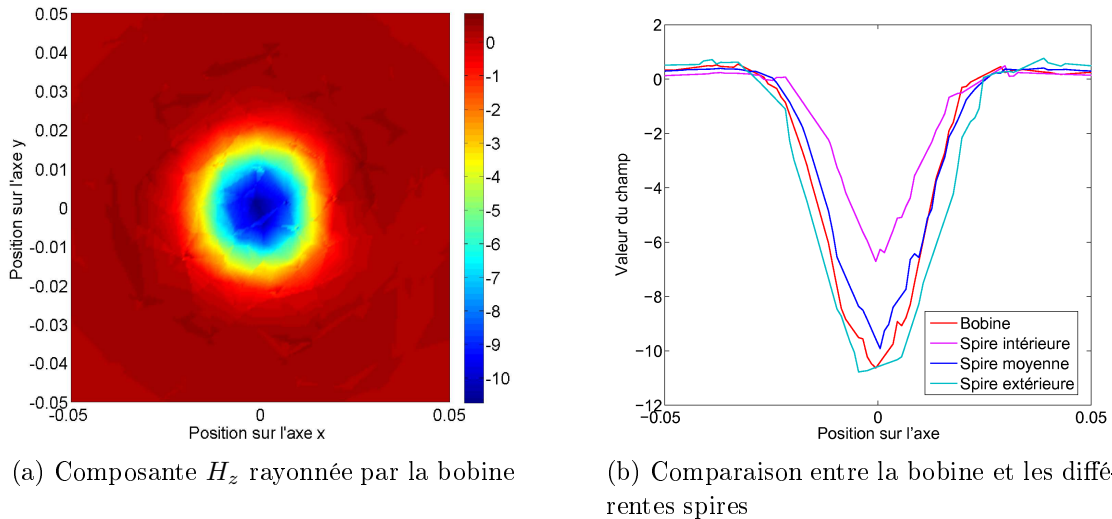 0.05
0.04
0.03
0.02
0.01
0
-0.01
-0.02
-0.03
-0.04
-0.05
Position sur l'axe y
-0.05 0 0.05
Position sur l'axe x
0
-1
-2
-3
-4
-5
-6
-7
-8
-9
-10
(a) Composante H_z rayonnée par la bobine
2
0
−2
−4
−6
−8
−10
−12
Valeur du champ
−0.05 0 0.05
Position sur l'axe
Bobine
Spire intérieure
Spire moyenne
Spire extérieure
(b) Comparaison entre la bobine et les diffé-
rentes spires